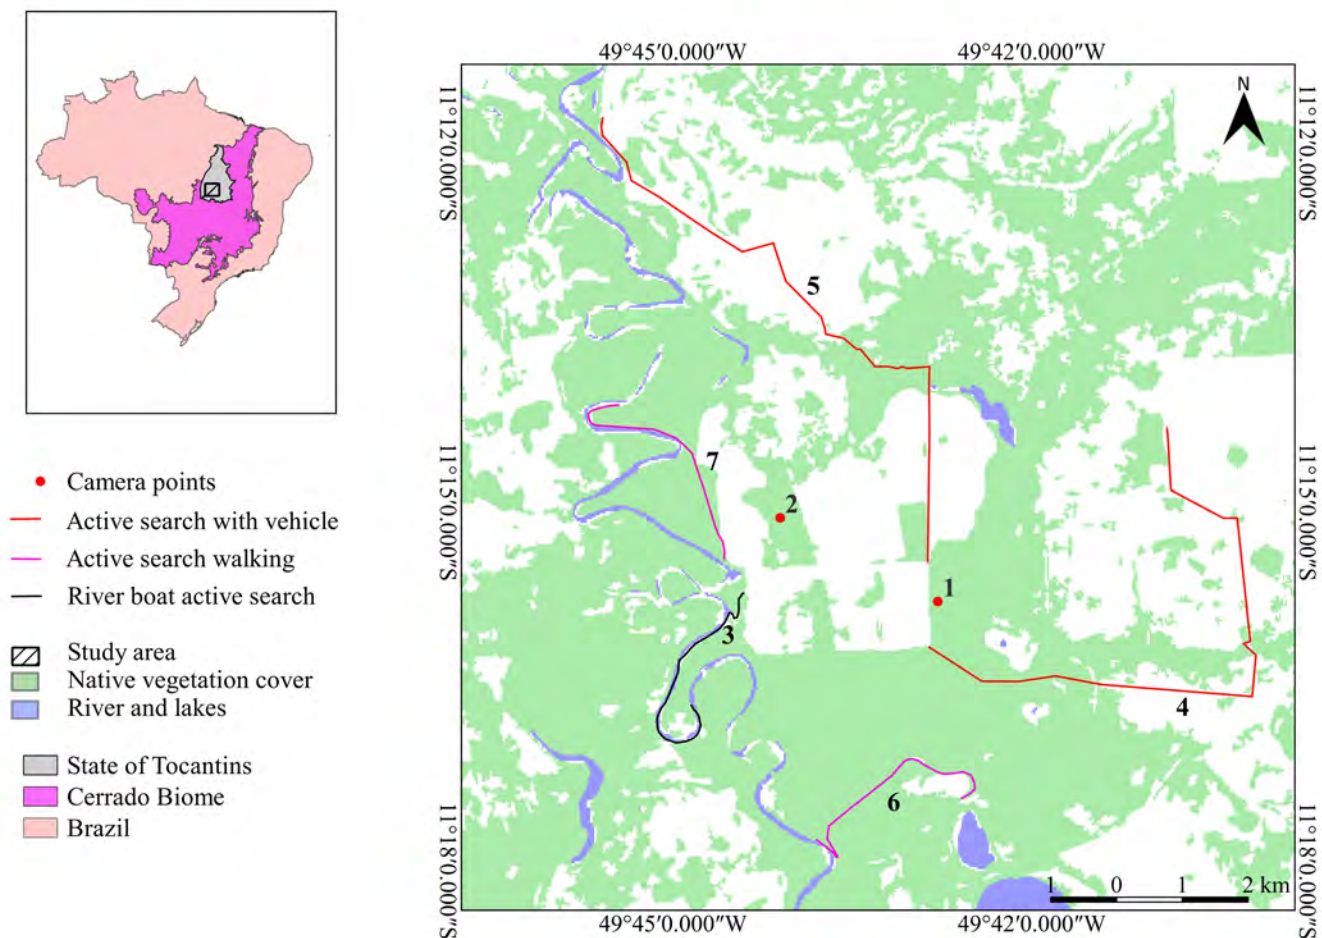 49°45'0.000"W 49°42'0.000"W
N
11°12'0.000"S 11°12'0.000"S
5
Camera points
Active search with vehicle
Active search walking
River boat active search
Study area
Native vegetation cover
River and lakes
State of Tocantins
Cerrado Biome
Brazil
7
2
11°15'0.000"S 11°15'0.000"S
1
3
4
6
11°18'0.000"S 11°18'0.000"S
1 0 1 2 km
49°45'0.000"W 49°42'0.000"W